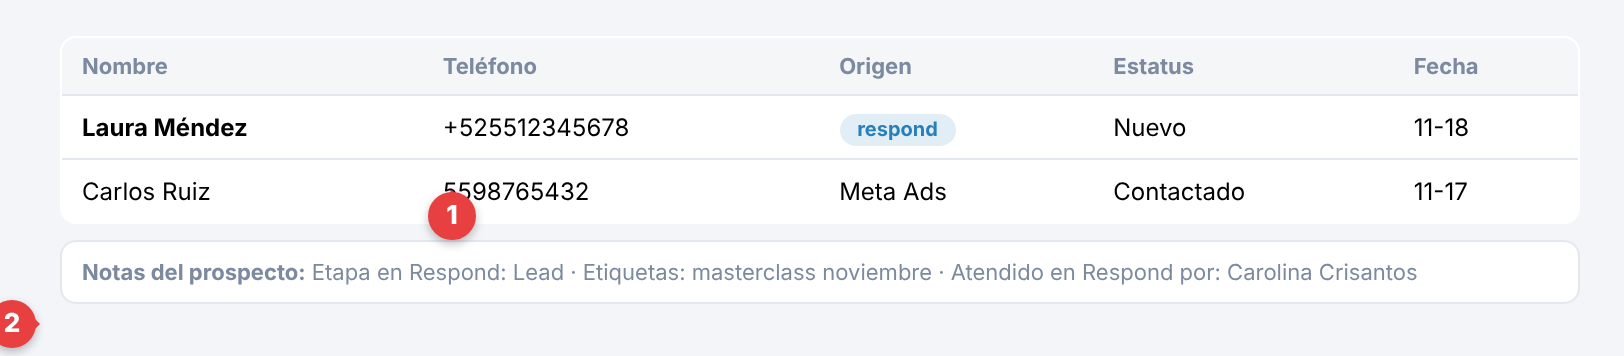 Nombre Teléfono Origen Estatus Fecha
Laura Méndez +525512345678 respond Nuevo 11-18
Carlos Ruiz 5598765432 Meta Ads Contactado 11-17
1
Notas del prospecto: Etapa en Respond: Lead · Etiquetas: masterclass noviembre · Atendido en Respond por: Carolina Crisantos
2